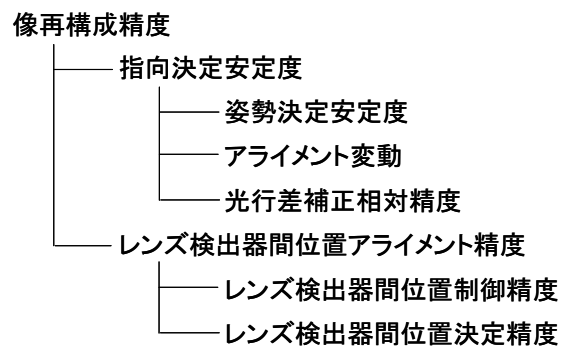 像再構成精度
指向決定安定度
姿勢決定安定度
アライメント変動
光行差補正相対精度
レンズ検出器間位置アライメント精度
レンズ検出器間位置制御精度
レンズ検出器間位置決定精度